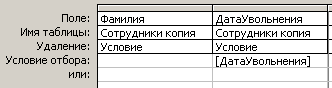 Поле: Фамилия ДатаУвольнения
Имя таблицы: Сотрудники копия Сотрудники копия
Удаление: Условие Условие
Условие отбора: [ДатаУвольнения]
или: